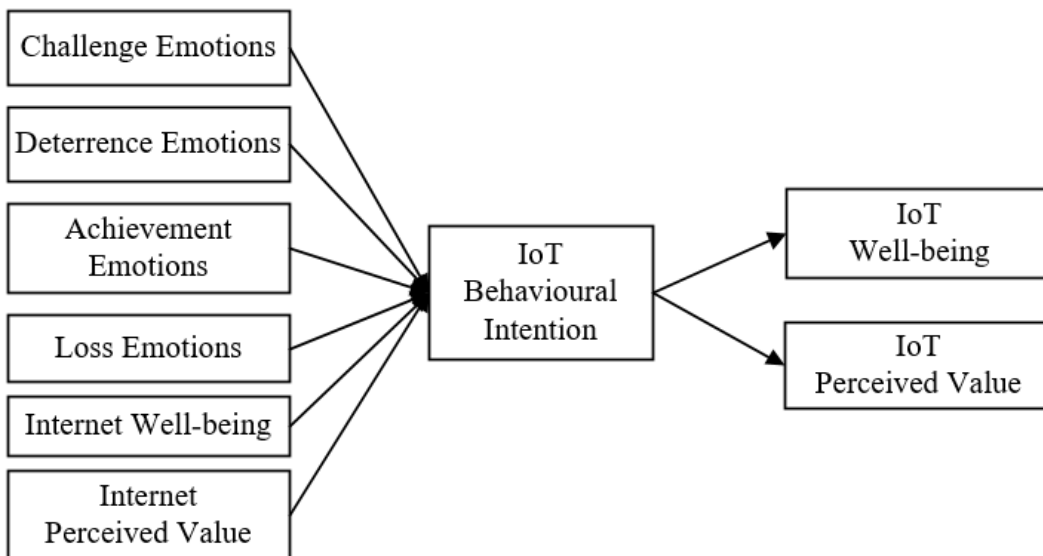 Challenge Emotions
Deterrence Emotions
Achievement
Emotions
Loss Emotions
Internet Well-being
Internet
Perceived Value
IoT
Behavioural
Intention
IoT
Well-being
IoT
Perceived Value